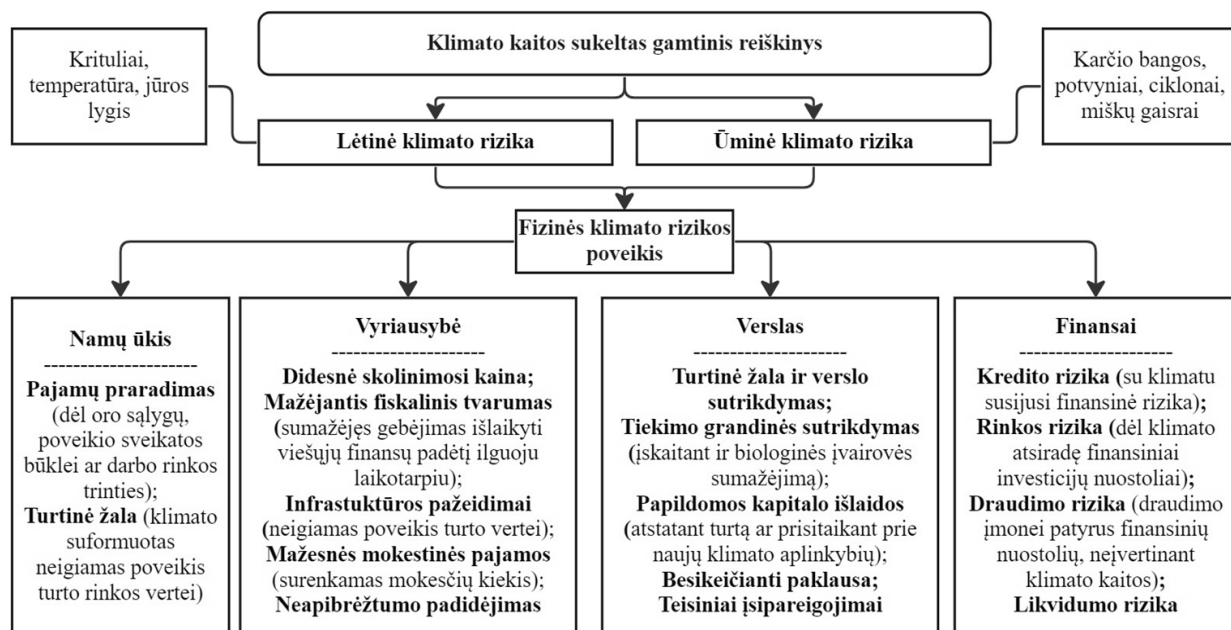 Klimato kaitos sukeltas gamtinis reiškinys
Krituliai,
temperatūra, jūros
lygis
Karčio bangos,
potvyniai, ciklonai,
miškų gaisrai
Lėtinė klimato rizika
Ūminė klimato rizika
Fizinės klimato rizikos
poveikis
Namų ūkis
---------------------
Pajamų praradimas
(dėl oro sąlygų,
poveikio sveikatos
būklei ar darbo rinkos
trinties);
Turtinė žala (klimato
suformuotas
neigiamas poveikis
turto rinkos vertei)
Vyriausybė
---------------------
Didesnė skolinimosi kaina;
Mažėjantis fiskalinis tvarumas
(sumažėjęs gebėjimas išlaikyti
viešųjų finansų padėtį ilguoju
laikotarpiu);
Infrastuktūros pažeidimai
(neigiamas poveikis turto vertei);
Mažesnės mokestinės pajamos
(surenkamas mokesčių kiekis);
Neapibrėžtumo padidėjimas
Verslas
---------------------
Turtinė žala ir verslo
sutrikdymas;
Tiekimo grandinės sutrikdymas
(įskaitant ir biologinės įvairovės
sumažėjimą);
Papildomos kapitalo išlaidos
(atstatant turtą ar prisitaikant prie
naujų klimato aplinkybių);
Besikeičianti paklausa;
Teisiniai įsipareigojimai
Finansai
---------------------
Kredito rizika (su klimatu
susijusi finansinė rizika);
Rinkos rizika (dėl klimato
atsiradę finansiniai
investicijų nuostoliai);
Draudimo rizika (draudimo
įmonei patyrus finansinių
nuostolių, neįvertinant
klimato kaitos);
Likvidumo rizika